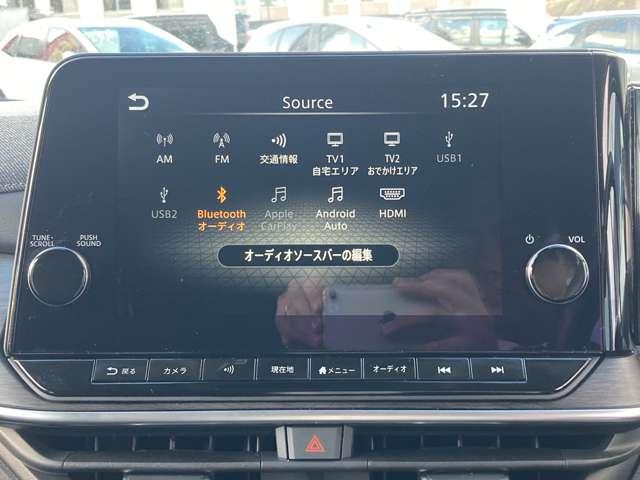 Source
15:27
AM
FM
交通情報
TV1
自宅エリア
TV2
おでかけエリア
USB1
USB2
Bluetooth
オーディオ
Apple
CarPlay
Android
Auto
HDMI
オーディオソースバーの編集
TUNE・
SCROLL
PUSH
SOUND
VOL
戻る
カメラ
現在地
メニュー
オーディオ